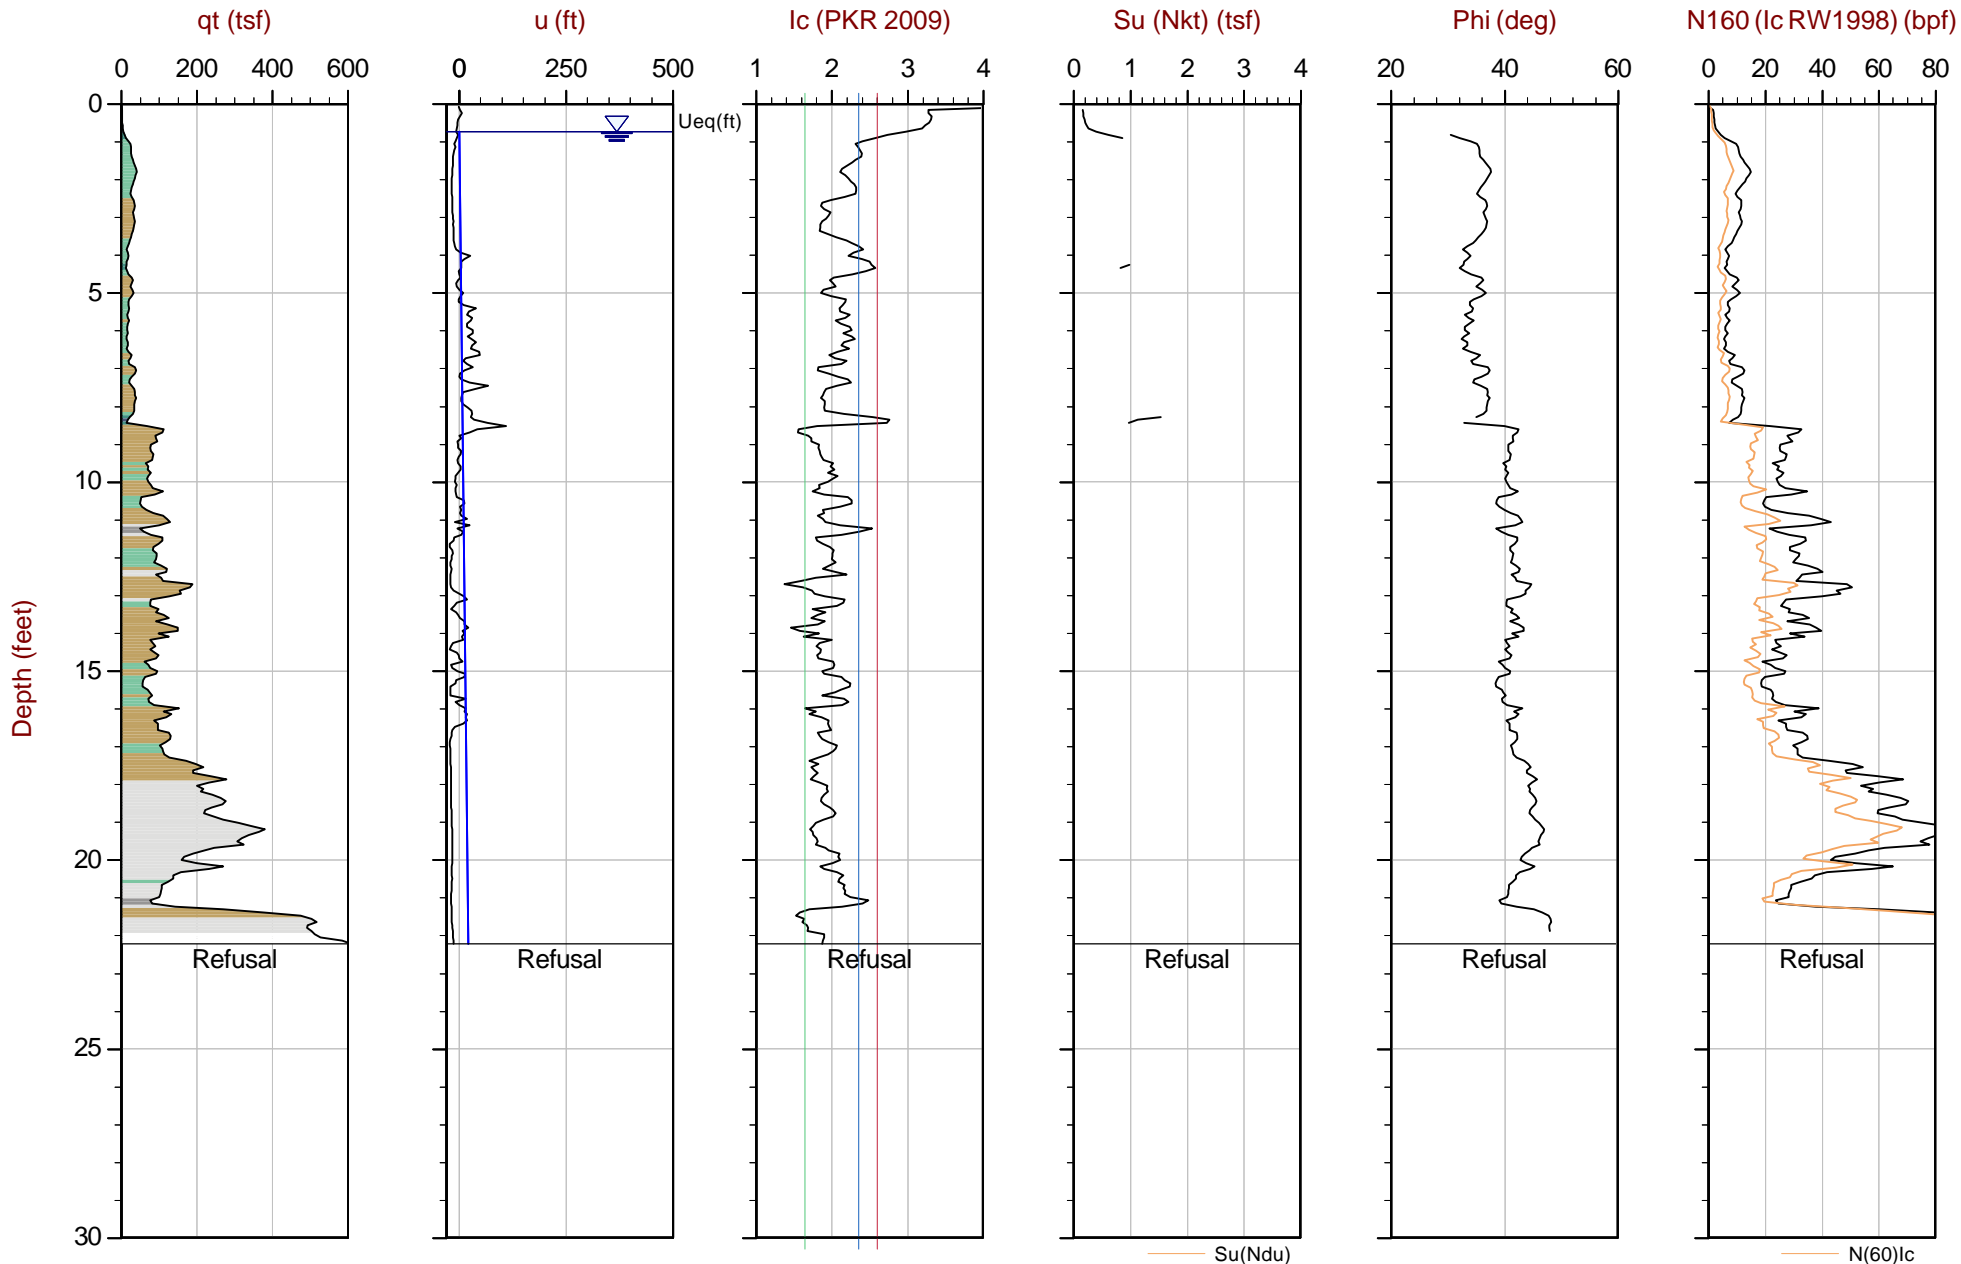 qt (tsf) u (ft) Ic (PKR 2009) Su (Nkt) (tsf) Phi (deg) N160 (Ic RW1998) (bpf)
0 200 400 600 0 0 250 500 1 2 3 4 0 1 2 3 4 20 40 60 0 20 40 60 80
0
Ueq(ft)
5
10
15
Depth (feet)
20
Refusal Refusal Refusal Refusal Refusal Refusal
25
30
Su(Ndu) N(60)Ic